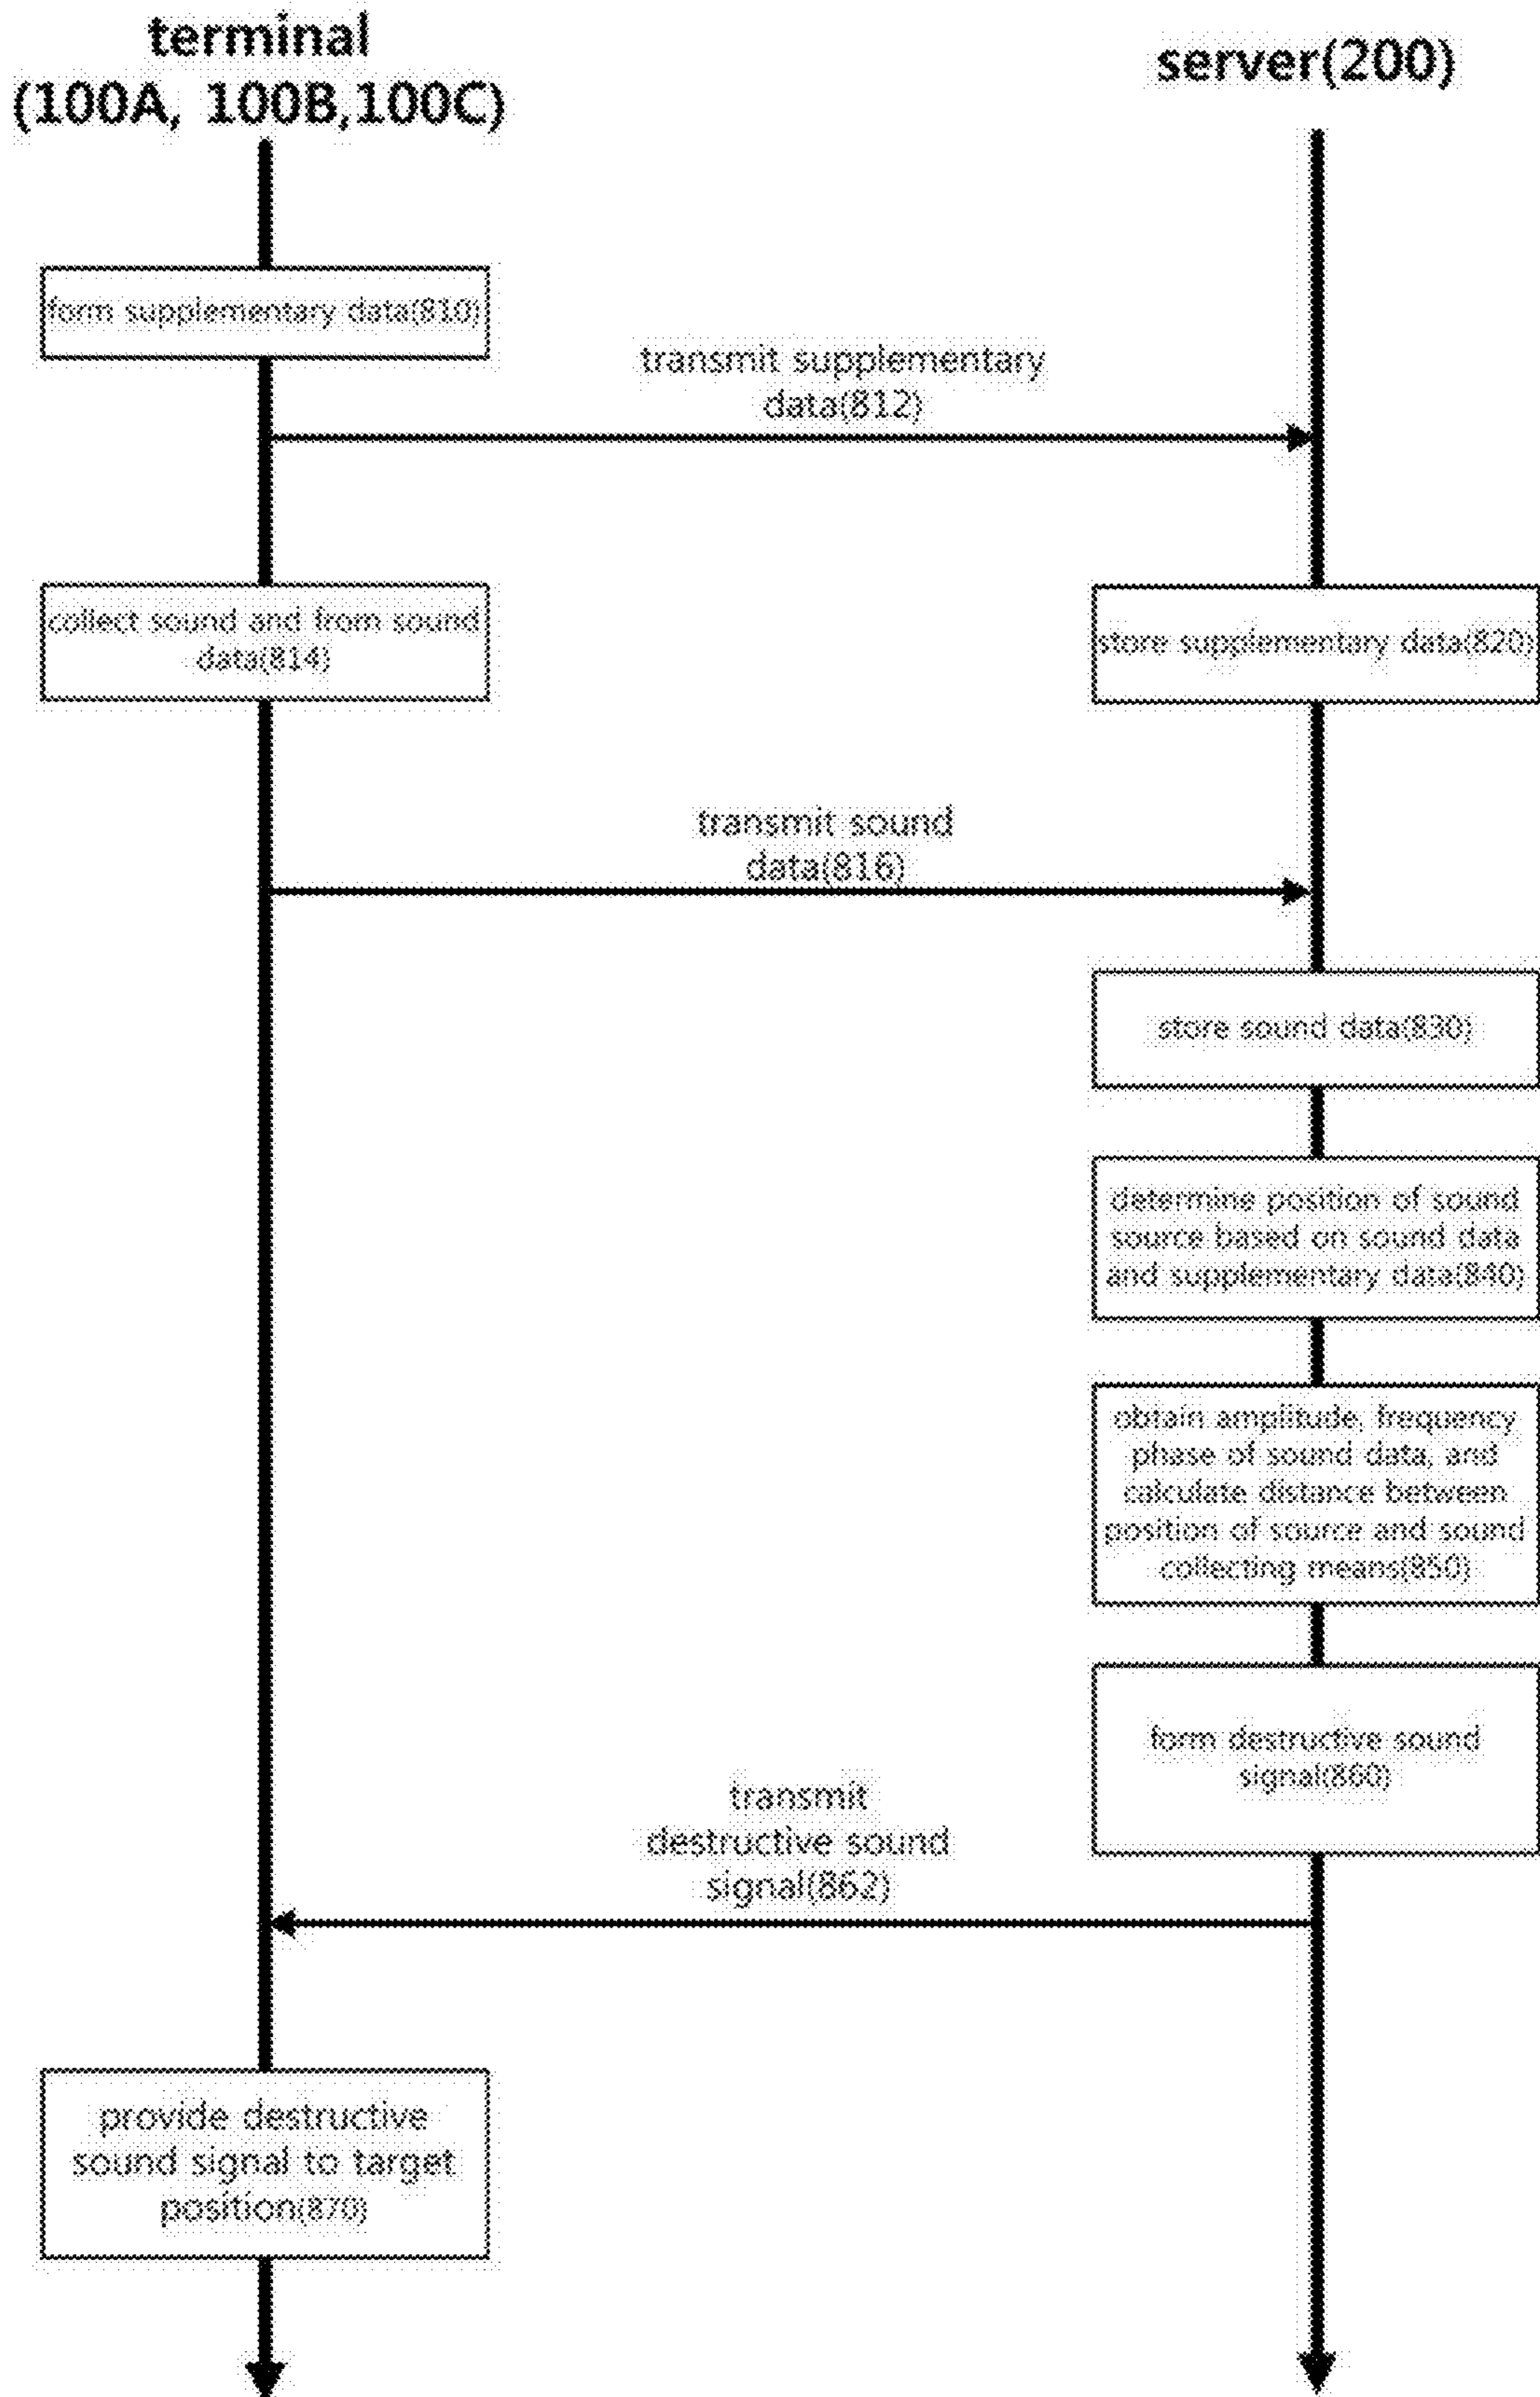 terminal
(100A, 100B,100C)
server(200)
form supplementary data(810)
transmit supplementary
data(812)
collect sound and from sound
data(814)
store supplementary data(820)
transmit sound
data(816)
store sound data(830)
determine position of sound
source based on sound data
and supplementary data(840)
obtain amplitude, frequency
phase of sound data, and
calculate distance between
position of source and sound
collecting means(850)
form destructive sound
signal(860)
transmit
destructive sound
signal(862)
provide destructive
sound signal to target
position(870)